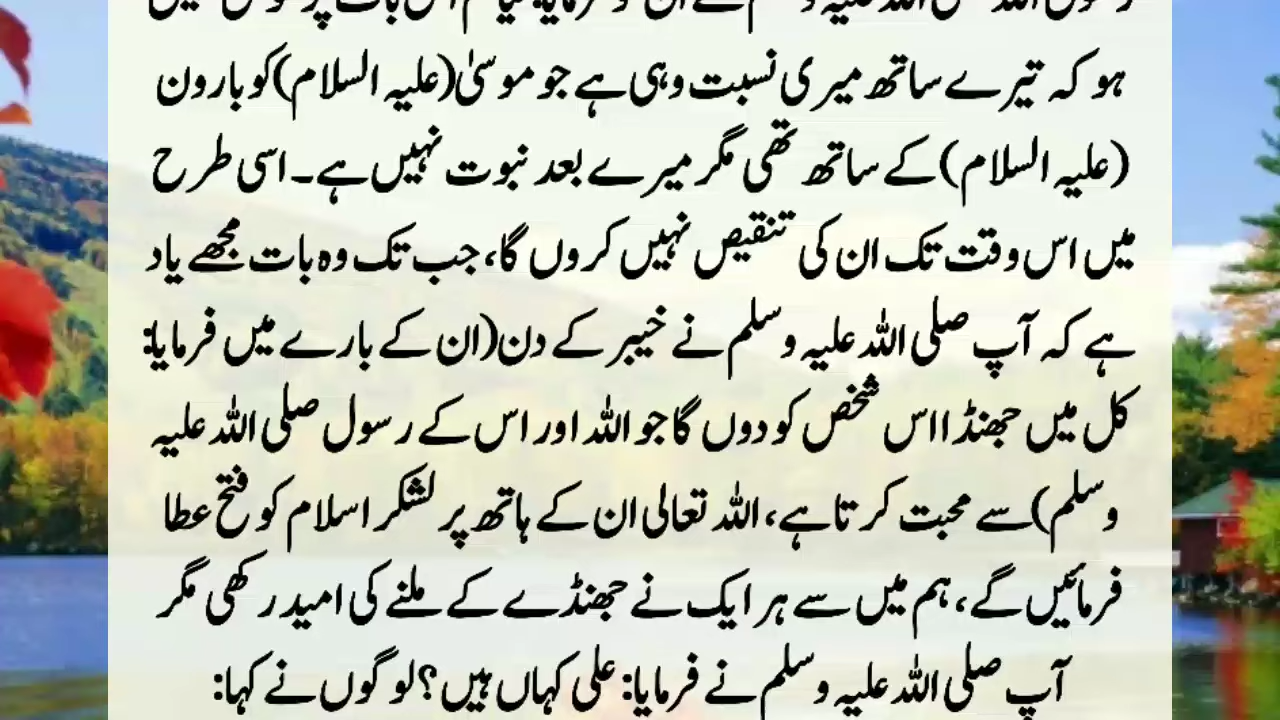 ہو کہ تیرے ساتھ میری نسبت وہی ہے جو موسیٰ(علیہ السلام)کوہارون
(علیہ السلام)کے ساتھ تھی مگر میرے بعد نبوت نہیں ہے۔اسی طرح
میں اس وقت تک ان کی تنقیص نہیں کروں گا، جب تک وہ بات مجھے یاد
ہے کہ آپ صلی اللہ علیہ وسلم نے خیبر کے دن(ان کے بارے میں فرمایا:
کل میں جھنڈا اس شخص کو دوں گا جو اللہ اور اس کے رسول صلی اللہ علیہ
وسلم)سے محبت کرتا ہے، اللہ تعالی ان کے ہاتھ پر لشکر اسلام کو فتح عطا
فرمائیں گے، ہم میں سے ہر ایک نے جھنڈے کے ملنے کی امید رکھی مگر
آپ صلی اللہ علیہ وسلم نے فرمایا: علی کہاں ہیں؟لوگوں نے کہا: